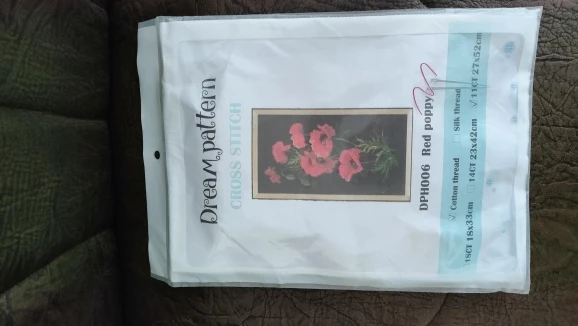 Dream pattern
CROSS STITCH
DPH006 Red poppy
✓ Cotton thread Silk thread
18CT 18x33cm 14CT 23x42cm ✓ 11CT 27x52cm